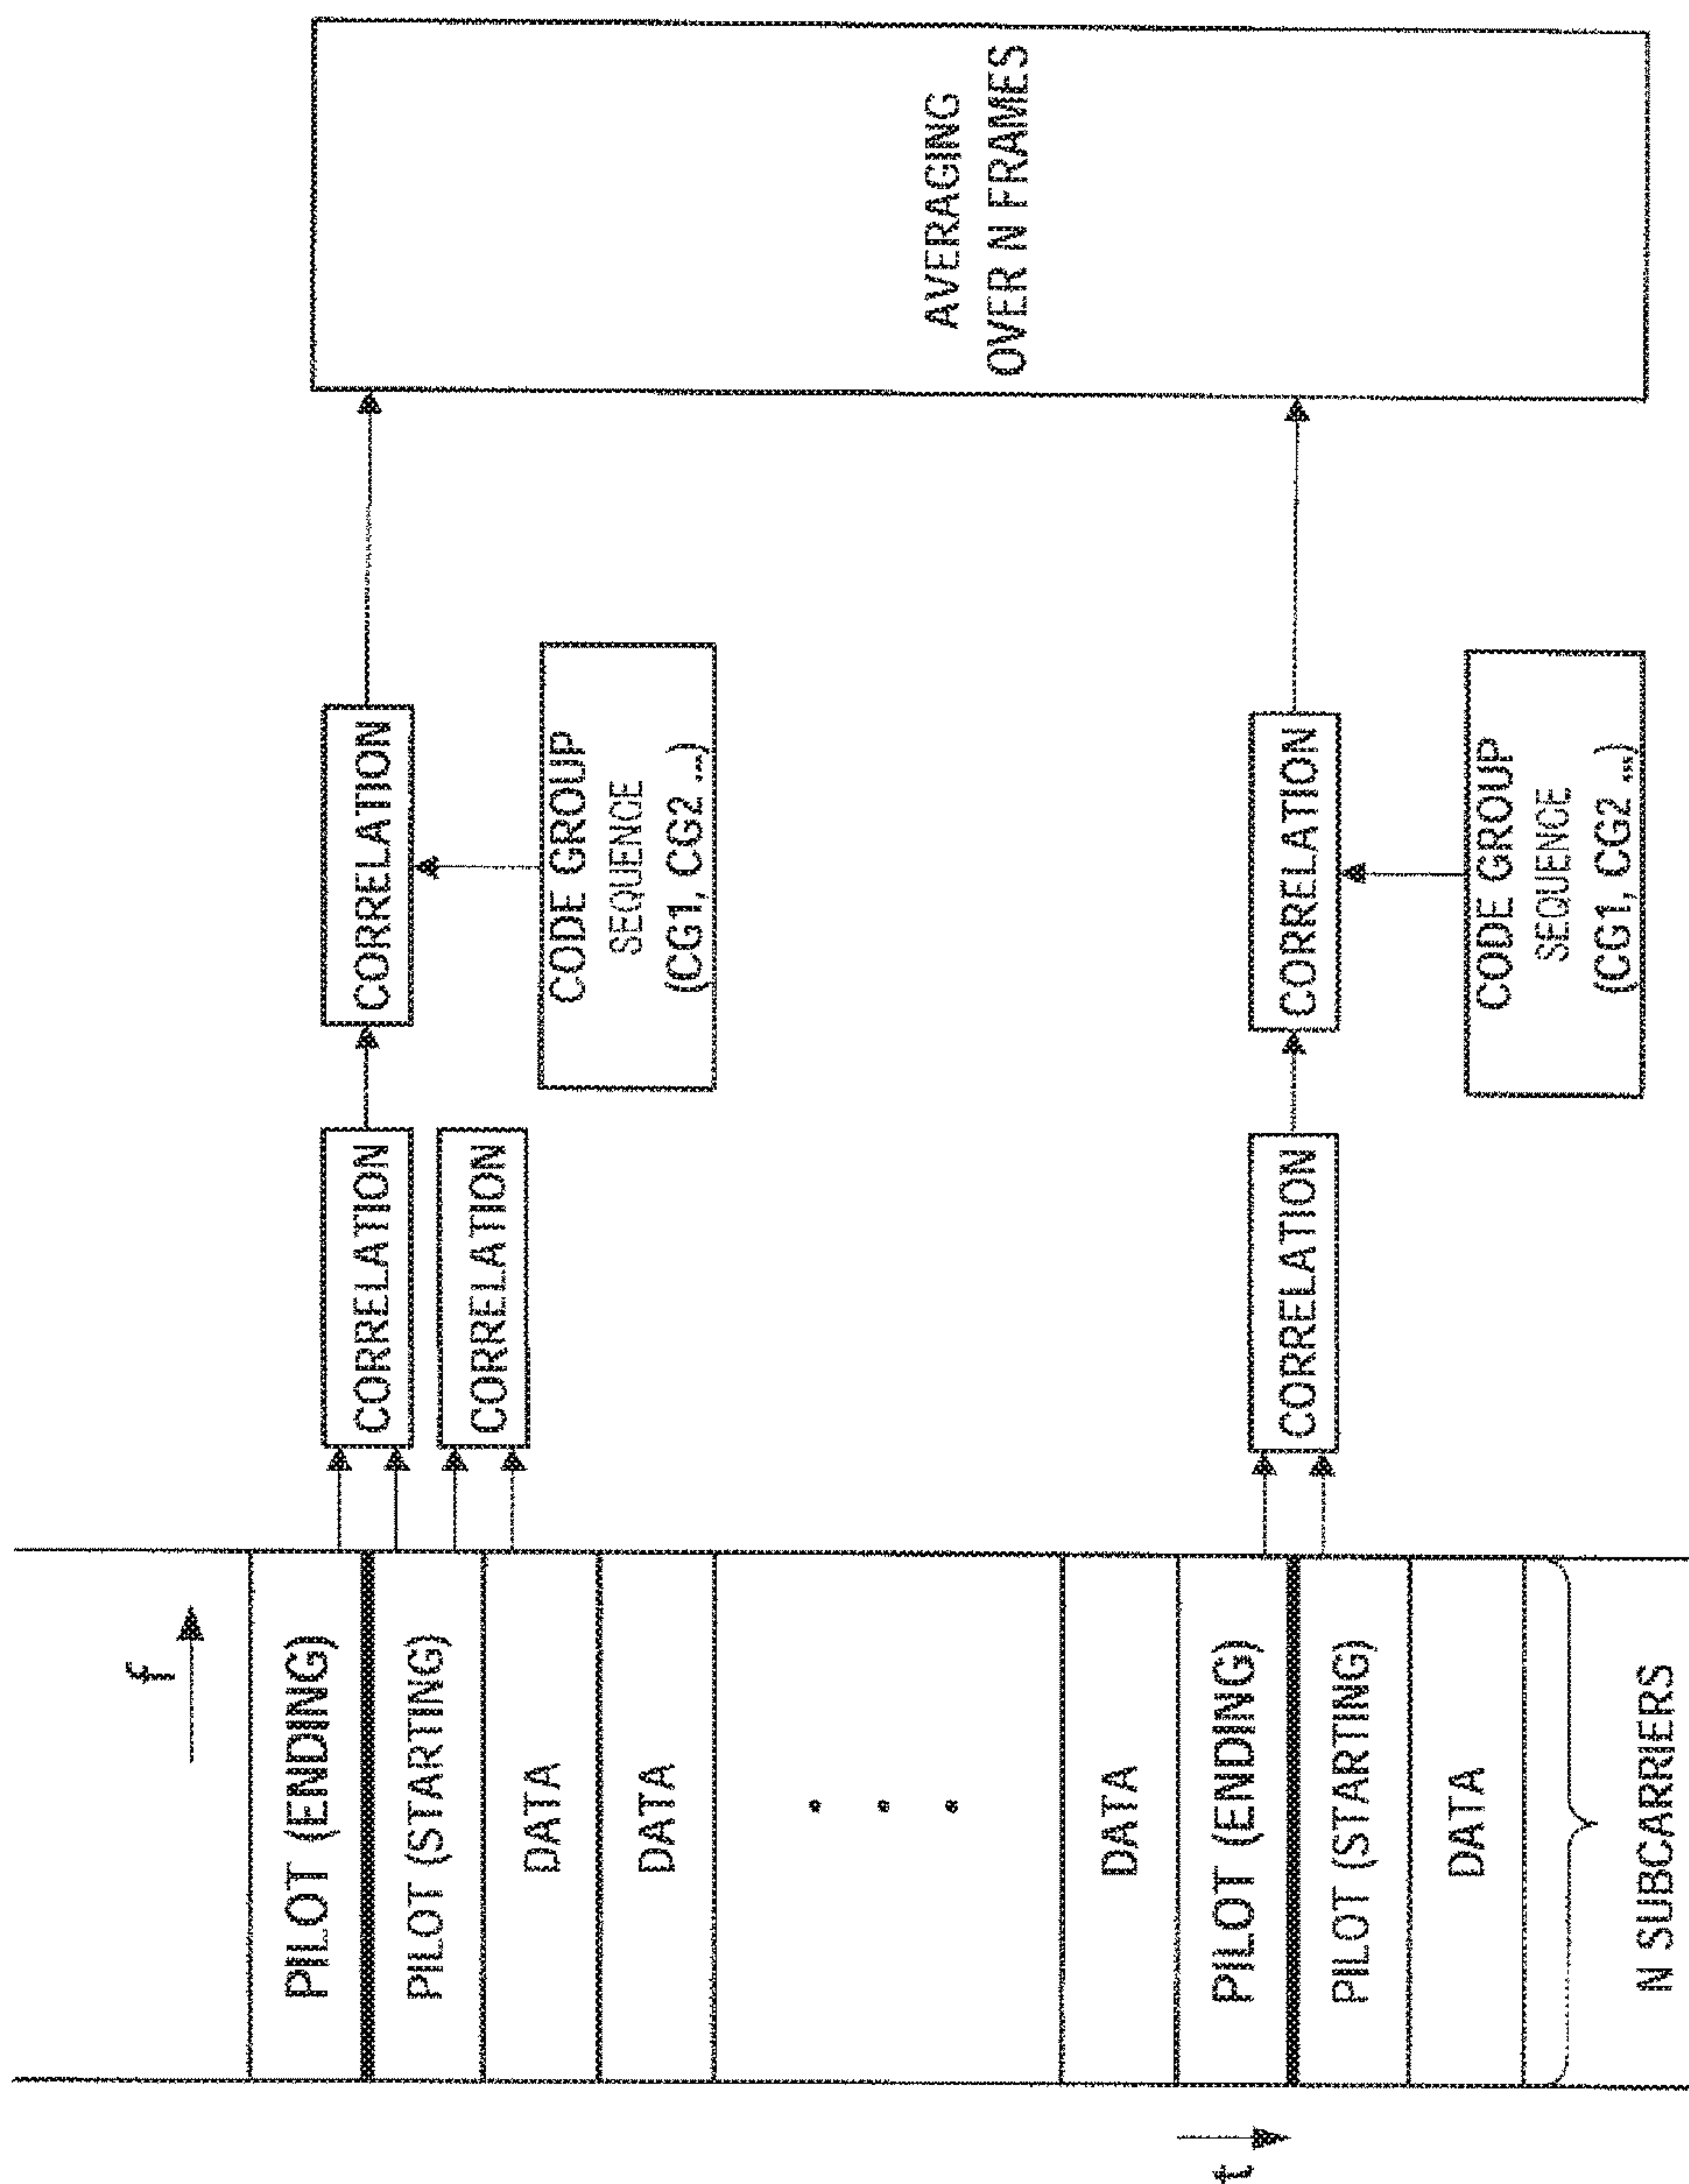 f
PILOT (ENDING)
PILOT (STARTING)
DATA
DATA
CORRELATION
CORRELATION
CORRELATION
CODE GROUP
SEQUENCE
(CG1, CG2 ...)
AVERAGING
OVER N FRAMES
t
DATA
PILOT (ENDING)
PILOT (STARTING)
DATA
CORRELATION
CORRELATION
CODE GROUP
SEQUENCE
(CG1, CG2 ...)
N SUBCARRIERS